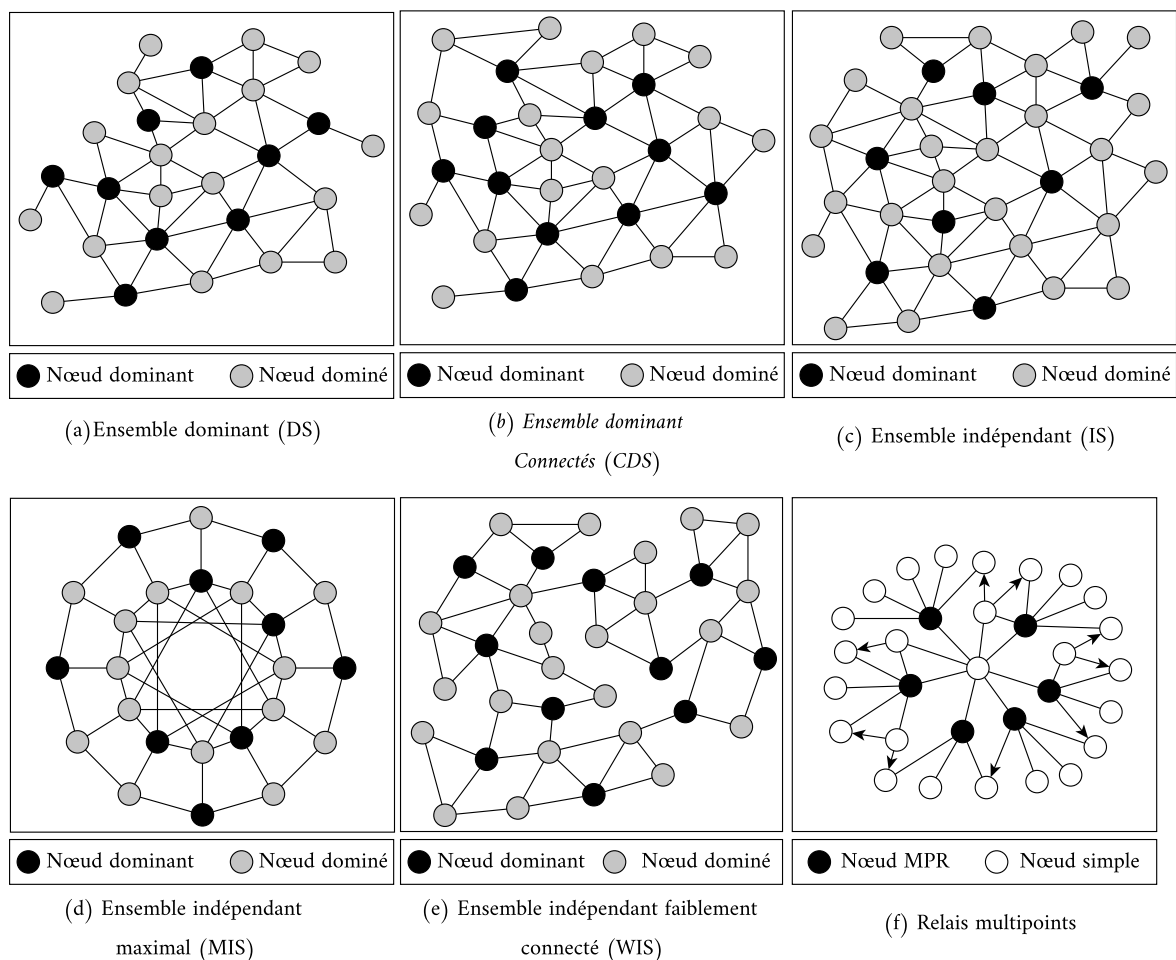 Nœud dominant Nœud dominé
Nœud dominant Nœud dominé
Nœud dominant Nœud dominé
(a)Ensemble dominant (DS)
(b) Ensemble dominant
Connectés (CDS)
(c) Ensemble indépendant (IS)
Nœud dominant Nœud dominé
Nœud dominant Nœud dominé
Nœud MPR Nœud simple
(d) Ensemble indépendant
maximal (MIS)
(e) Ensemble indépendant faiblement
connecté (WIS)
(f) Relais multipoints